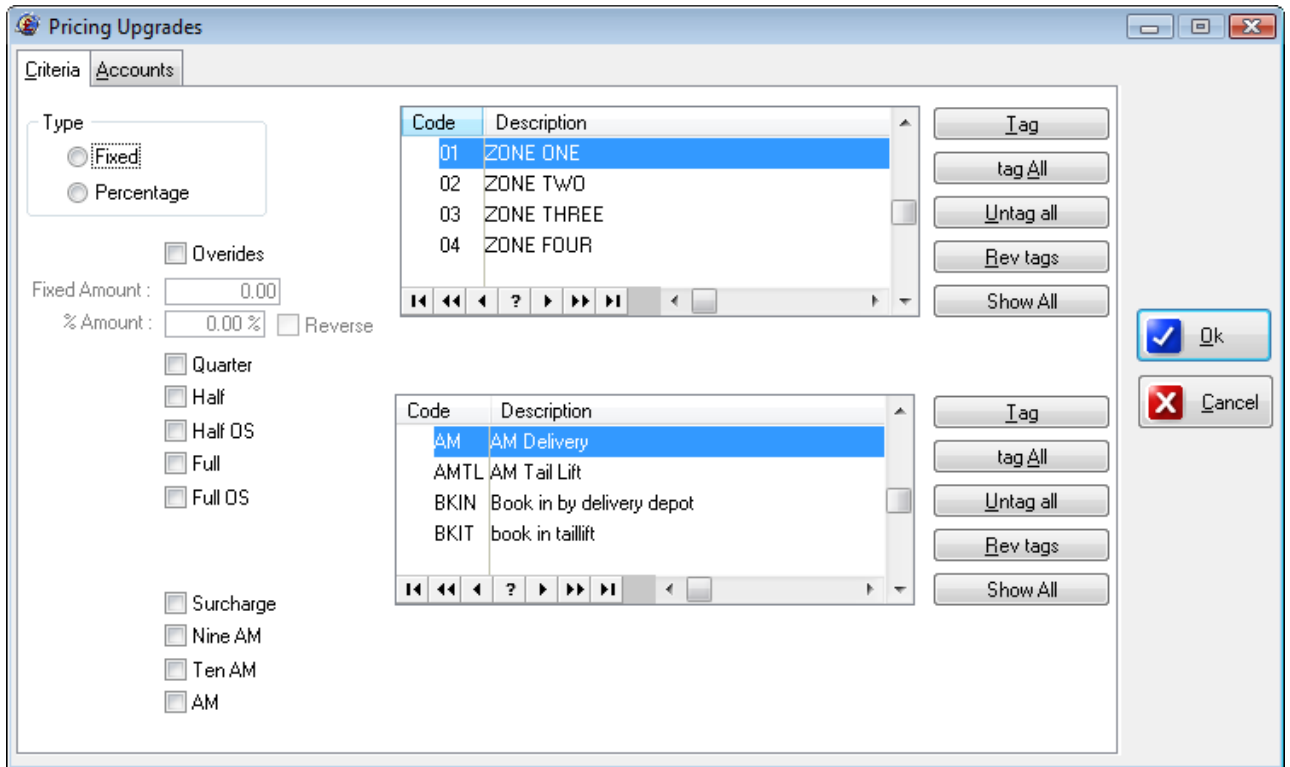 Pricing Upgrades
Criteria Accounts
Type
Fixed
Percentage
Overides
Fixed Amount : 0.00
% Amount : 0.00 % Reverse
Quarter
Half
Half OS
Full
Full OS
Surcharge
Nine AM
Ten AM
AM
Code Description
01 ZONE ONE
02 ZONE TWO
03 ZONE THREE
04 ZONE FOUR
?
Tag
tag All
Untag all
Rev tags
Show All
Code Description
AM AM Delivery
AMTL AM Tail Lift
BKIN Book in by delivery depot
BKIT book in taillift
?
Tag
tag All
Untag all
Rev tags
Show All
Ok
Cancel